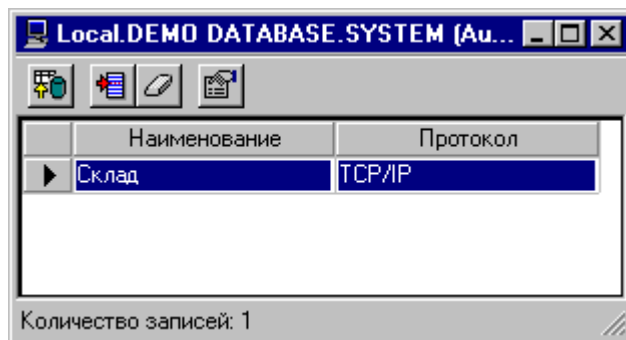 Local.DEMO DATABASE.SYSTEM (Au...
Наименование Протокол
Склад TCP/IP
Количество записей: 1